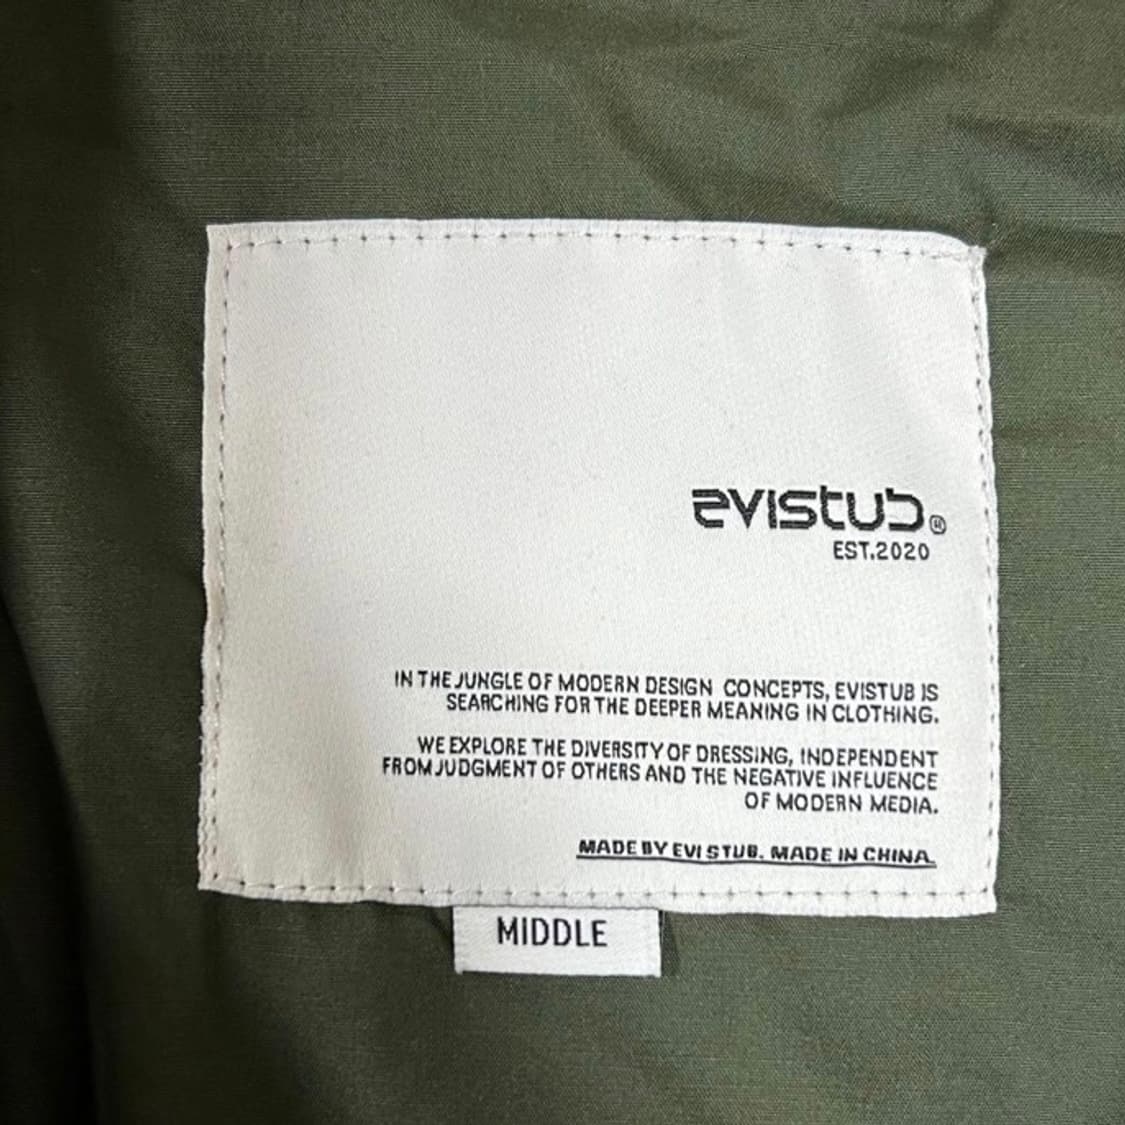 evistub®
EST.2020
IN THE JUNGLE OF MODERN DESIGN CONCEPTS, EVISTUB IS
SEARCHING FOR THE DEEPER MEANING IN CLOTHING.
WE EXPLORE THE DIVERSITY OF DRESSING, INDEPENDENT
FROM JUDGMENT OF OTHERS AND THE NEGATIVE INFLUENCE
OF MODERN MEDIA.
MADE BY EVISTUB. MADE IN CHINA.
MIDDLE